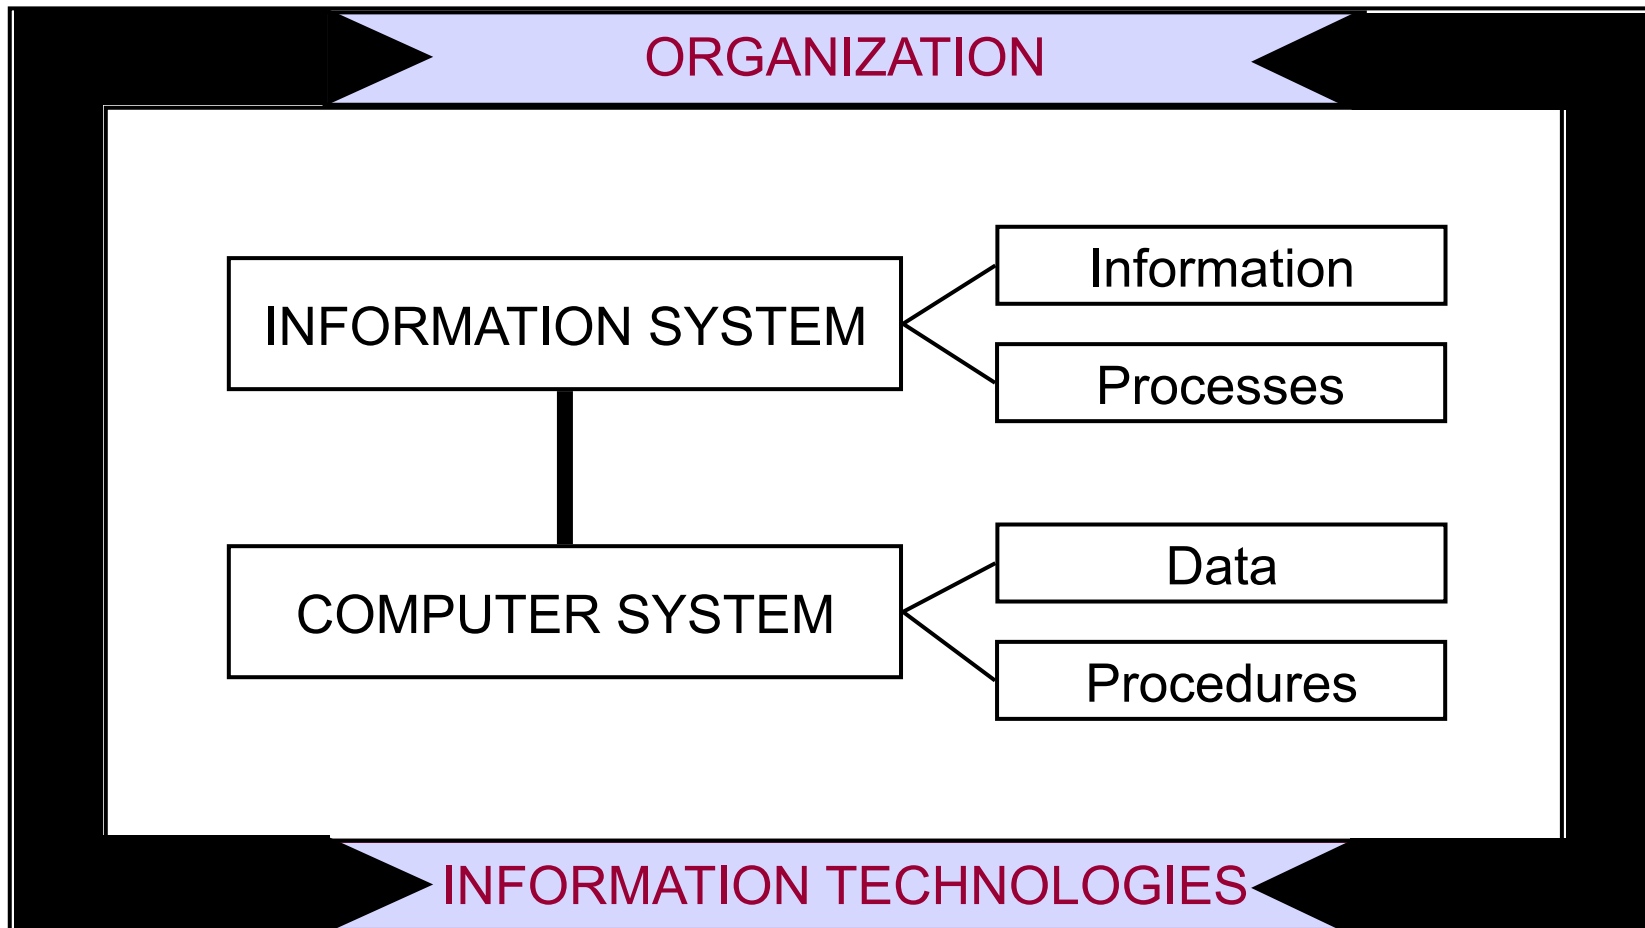 ORGANIZATION
Information
INFORMATION SYSTEM
Processes
Data
COMPUTER SYSTEM
Procedures
INFORMATION TECHNOLOGIES